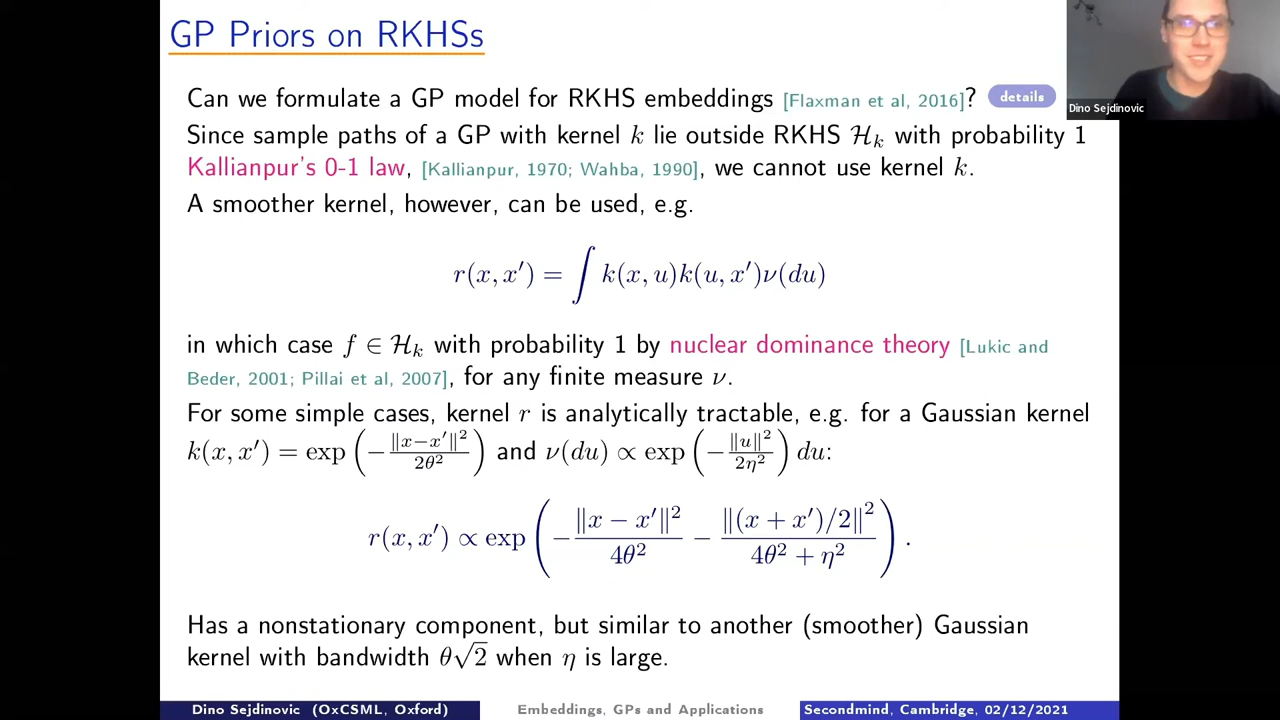 GP Priors on RKHSs
Can we formulate a GP model for RKHS embeddings [Flaxman et al, 2016]? details
Since sample paths of a GP with kernel k lie outside RKHS ℋₖ with probability 1
Kallianpur's 0-1 law, [Kallianpur, 1970; Wahba, 1990], we cannot use kernel k.
A smoother kernel, however, can be used, e.g.
r(x, x′) = ∫ k(x, u)k(u, x′)ν(du)
in which case f ∈ ℋₖ with probability 1 by nuclear dominance theory [Lukic and
Beder, 2001; Pillai et al, 2007], for any finite measure ν.
For some simple cases, kernel r is analytically tractable, e.g. for a Gaussian kernel
k(x, x′) = exp(−‖x−x′‖²/2θ²) and ν(du) ∝ exp(−‖u‖²/2η²) du:
r(x, x′) ∝ exp(−‖x − x′‖²/4θ² − ‖(x + x′)/2‖²/4θ² + η²).
Has a nonstationary component, but similar to another (smoother) Gaussian
kernel with bandwidth θ√2 when η is large.
Dino Sejdinovic
Dino Sejdinovic (OxCSML, Oxford) Embeddings, GPs and Applications Secondmind, Cambridge, 02/12/2021